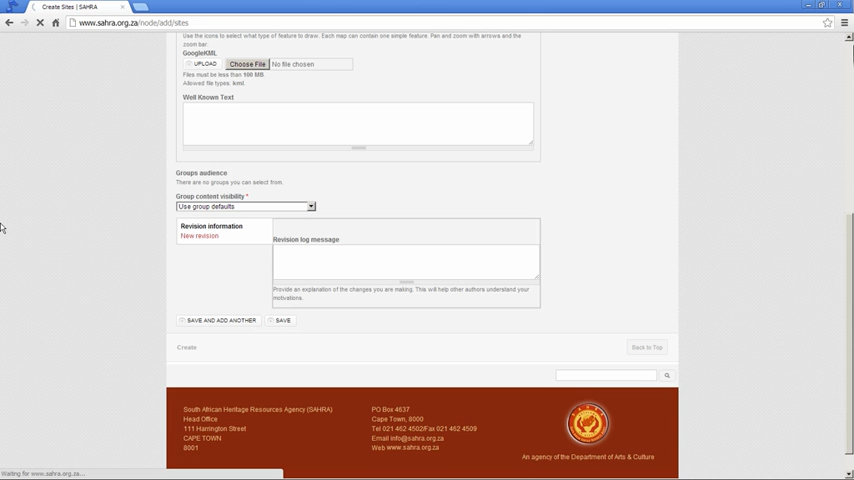 Create Sites | SAHRA
www.sahra.org.za/node/add/sites
Use the icons to select what type of feature to draw. Each map can contain one simple feature. Pan and zoom with arrows and the
zoom bar.
GoogleKML
UPLOAD
Choose File No file chosen
Files must be less than 100 MB.
Allowed file types: kml.
Well Known Text
Groups audience
There are no groups you can select from.
Group content visibility *
Use group defaults
Revision information
New revision
Revision log message
Provide an explanation of the changes you are making. This will help other authors understand your
motivations.
SAVE AND ADD ANOTHER
SAVE
Create
Back to Top
South African Heritage Resources Agency (SAHRA)
Head Office
111 Harrington Street
CAPE TOWN
8001
PO Box 4637
Cape Town, 8000
Tel 021 462 4502/Fax 021 462 4509
Email info@sahra.org.za
Web www.sahra.org.za
An agency of the Department of Arts & Culture
Waiting for www.sahra.org.za...